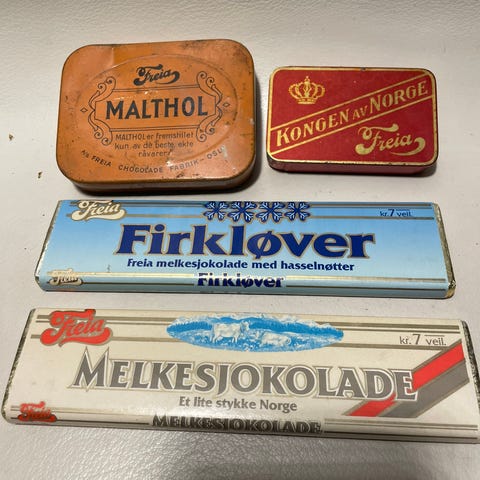 Freia
MALTHOL
MALTHOL er fremstillet
kun av de beste ekte
råvarer
A/S FREIA CHOCOLADE FABRIK - OSLO
KONGEN AV NORGE
Freia
Freia
kr. 7 veil.
Firkløver
Freia melkesjokolade med hasselnøtter
Freia
Firkløver
Freia
kr. 7 veil.
MELKESJOKOLADE
Et lite stykke Norge
Freia
MELKESJOKOLADE